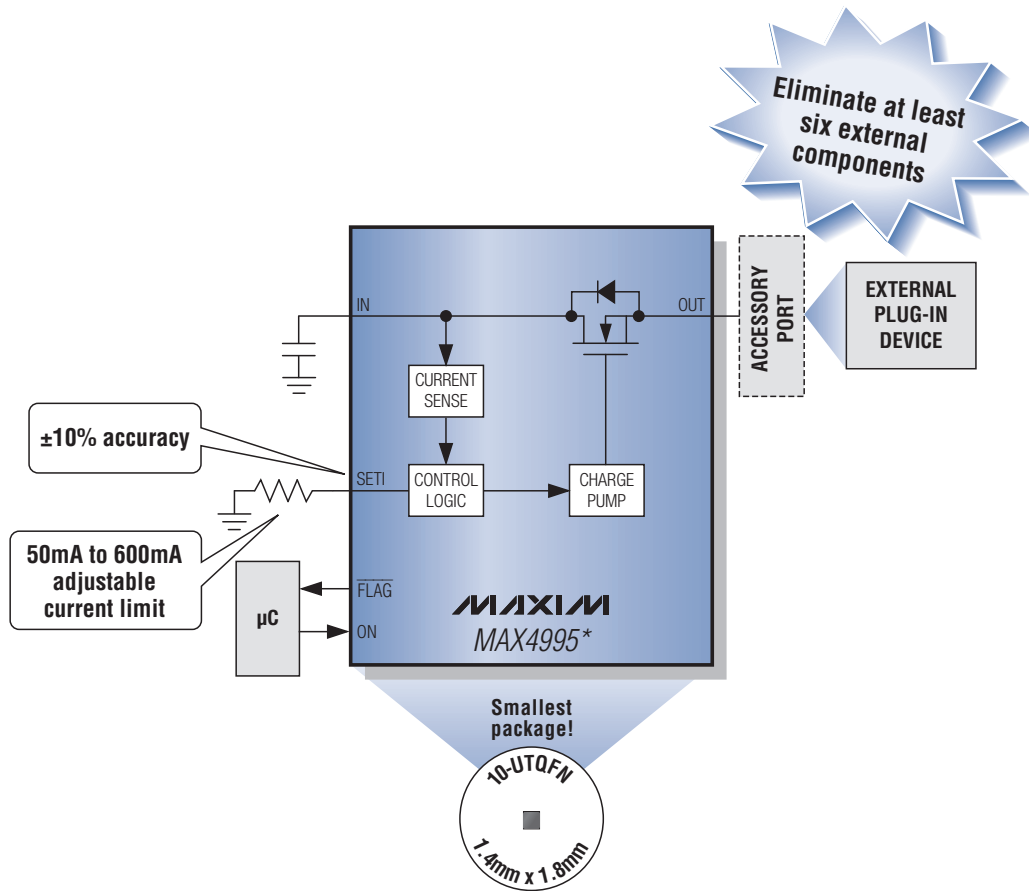 Eliminate at least
six external
components
IN
OUT
ACCESSORY
PORT
EXTERNAL
PLUG-IN
DEVICE
CURRENT
SENSE
±10% accuracy
SETI
CONTROL
LOGIC
CHARGE
PUMP
50mA to 600mA
adjustable
current limit
µC
FLAG
ON
MAXIM
MAX4995*
Smallest
package!
10-UTQFN
1.4mm x 1.8mm